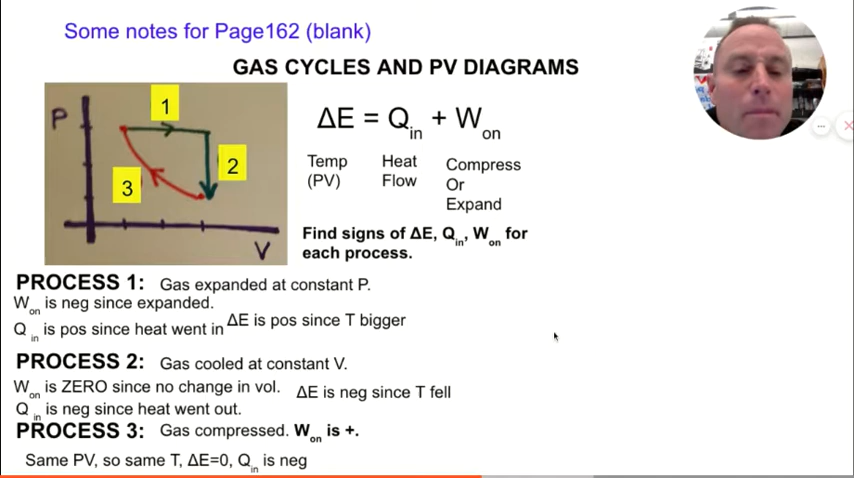 Some notes for Page162 (blank)
GAS CYCLES AND PV DIAGRAMS
P
1
2
3
V
ΔE = Qin + Won
Temp Heat Compress
(PV) Flow Or
Expand
Find signs of ΔE, Qin, Won for
each process.
PROCESS 1: Gas expanded at constant P.
Won is neg since expanded.
Q in is pos since heat went in ΔE is pos since T bigger
PROCESS 2: Gas cooled at constant V.
Won is ZERO since no change in vol. ΔE is neg since T fell
Q in is neg since heat went out.
PROCESS 3: Gas compressed. Won is +.
Same PV, so same T, ΔE=0, Qin is neg